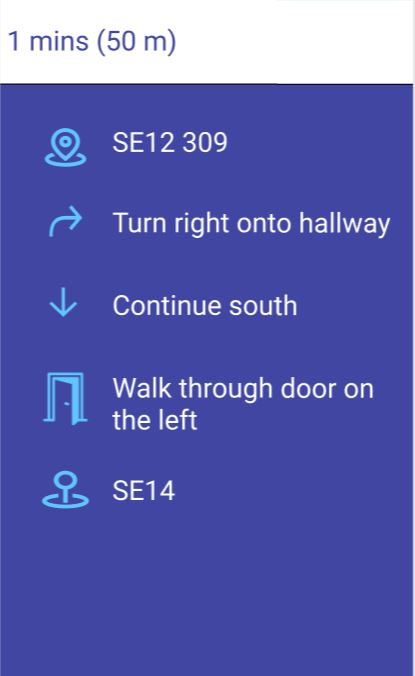 1 mins (50 m)
SE12 309
Turn right onto hallway
Continue south
Walk through door on
the left
SE14